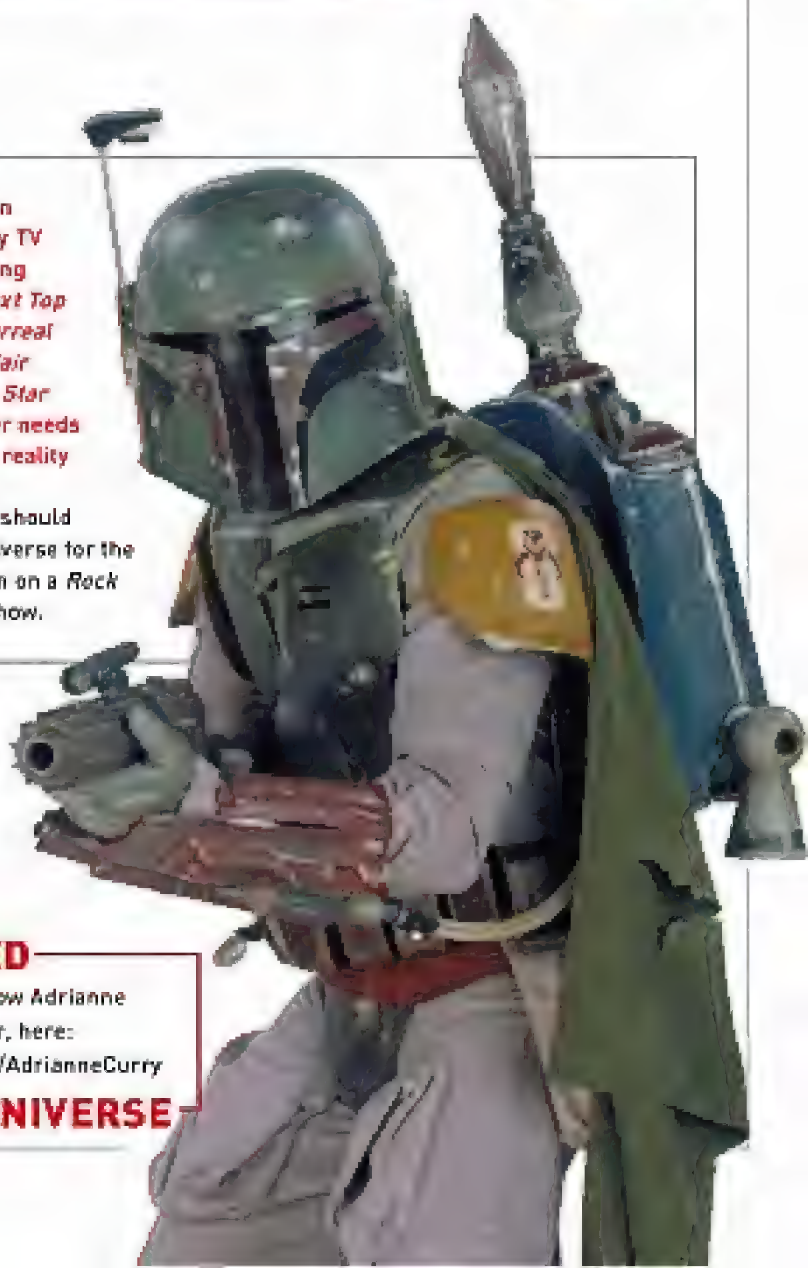 n
y TV
ng
xt Top
rreal
air
Star
r needs
reality
should
verse for the
n on a Rock
how.
ED
ow Adrianne
r, here:
/AdrianneCurry
NIVERSE